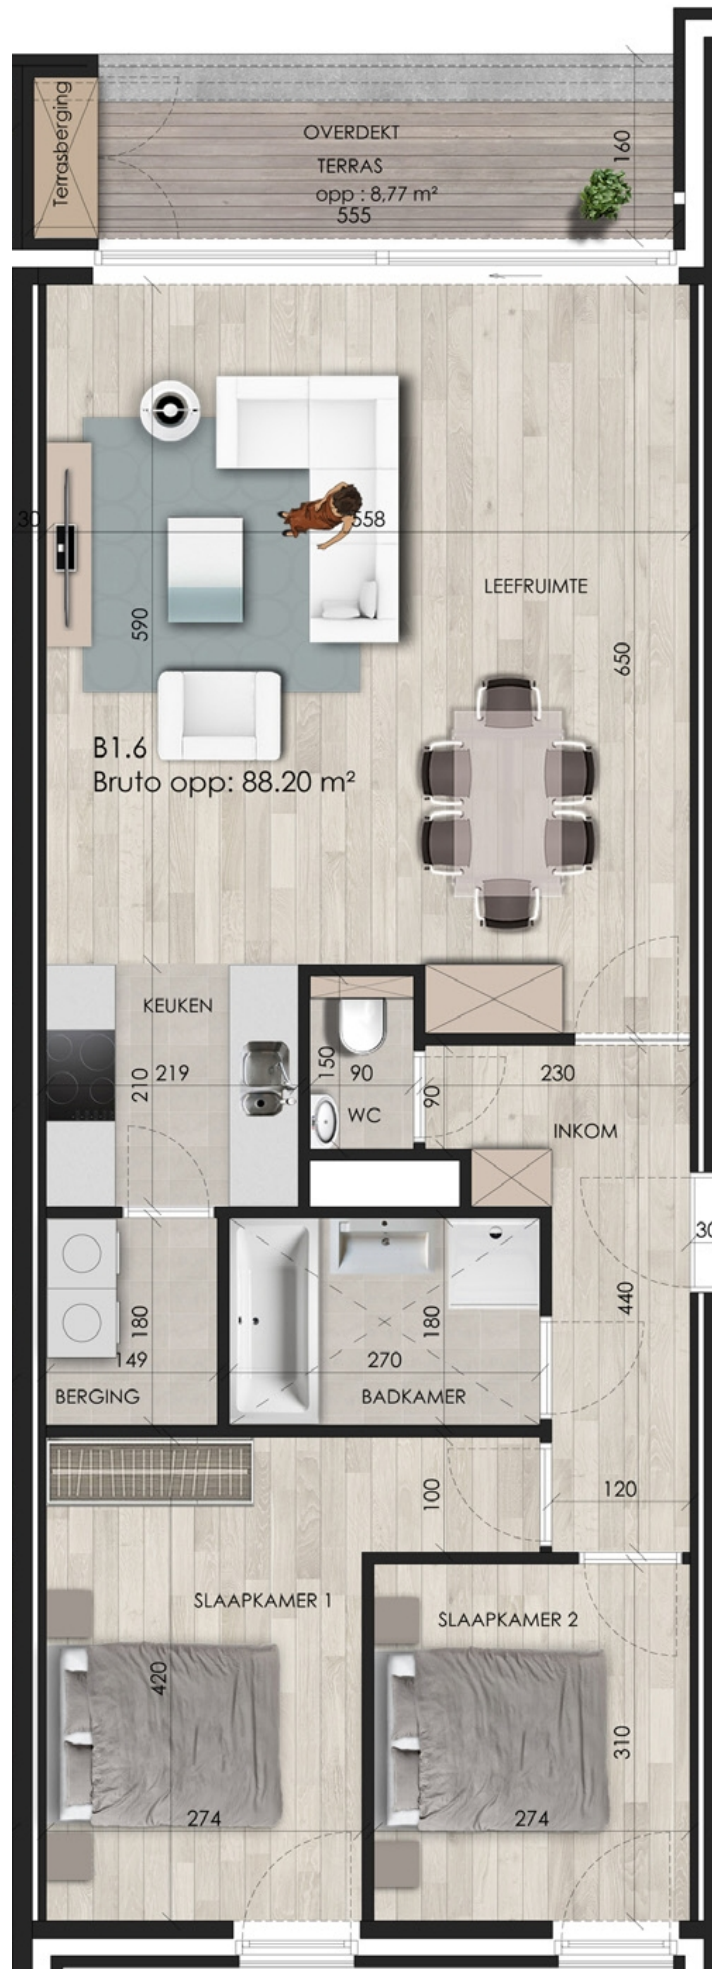 Terrasberging
OVERDEKT
TERRAS
opp : 8,77 m²
555
160
30
558
LEEFRUIMTE
590
650
B1.6
Bruto opp: 88.20 m²
KEUKEN
210
219
150
90
WC
90
230
INKOM
30
440
180
149
BERGING
180
270
BADKAMER
100
120
SLAAPKAMER 1
SLAAPKAMER 2
420
310
274
274